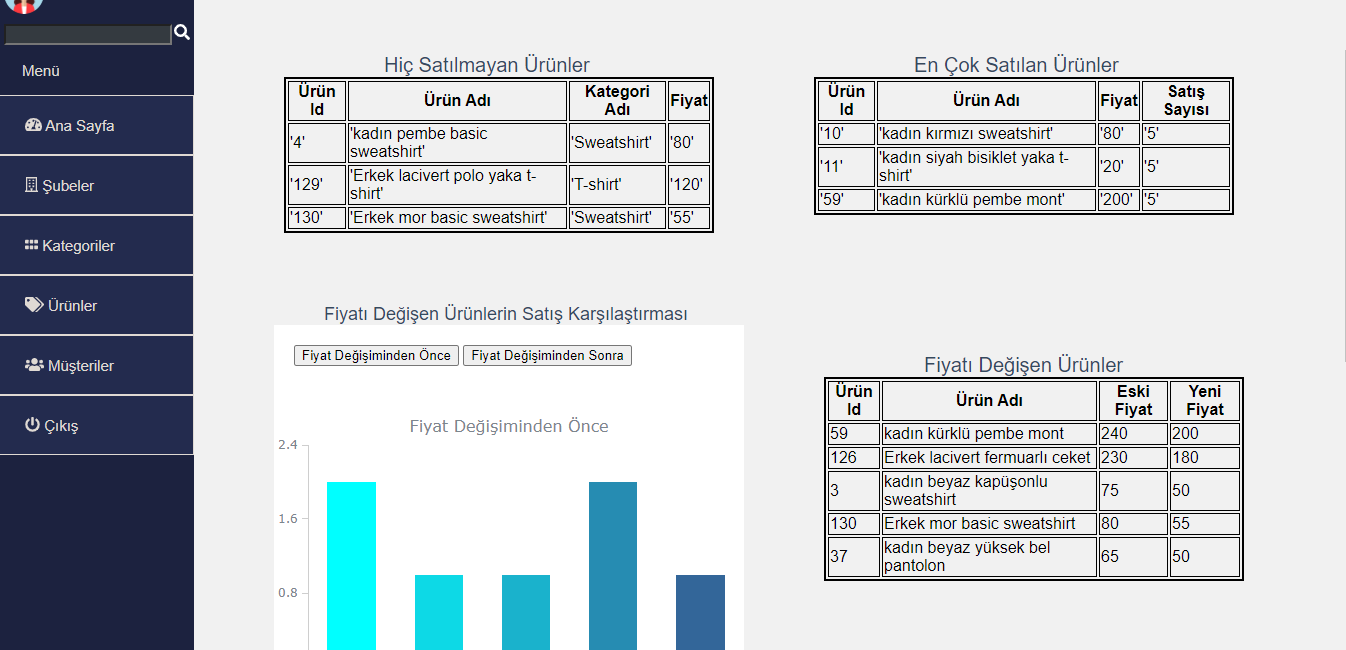 Menü
Ana Sayfa
Şubeler
Kategoriler
Ürünler
Müşteriler
Çıkış
Hiç Satılmayan Ürünler
Ürün Id Ürün Adı Kategori Adı Fiyat
'4' 'kadın pembe basic sweatshirt' 'Sweatshirt' '80'
'129' 'Erkek lacivert polo yaka t-shirt' 'T-shirt' '120'
'130' 'Erkek mor basic sweatshirt' 'Sweatshirt' '55'
En Çok Satılan Ürünler
Ürün Id Ürün Adı Fiyat Satış Sayısı
'10' 'kadın kırmızı sweatshirt' '80' '5'
'11' 'kadın siyah bisiklet yaka t-shirt' '20' '5'
'59' 'kadın kürklü pembe mont' '200' '5'
Fiyatı Değişen Ürünlerin Satış Karşılaştırması
Fiyat Değişiminden Önce Fiyat Değişiminden Sonra
Fiyat Değişiminden Önce
2.4
1.6
0.8
Fiyatı Değişen Ürünler
Ürün Id Ürün Adı Eski Fiyat Yeni Fiyat
59 kadın kürklü pembe mont 240 200
126 Erkek lacivert fermuarlı ceket 230 180
3 kadın beyaz kapüşonlu sweatshirt 75 50
130 Erkek mor basic sweatshirt 80 55
37 kadın beyaz yüksek bel pantolon 65 50